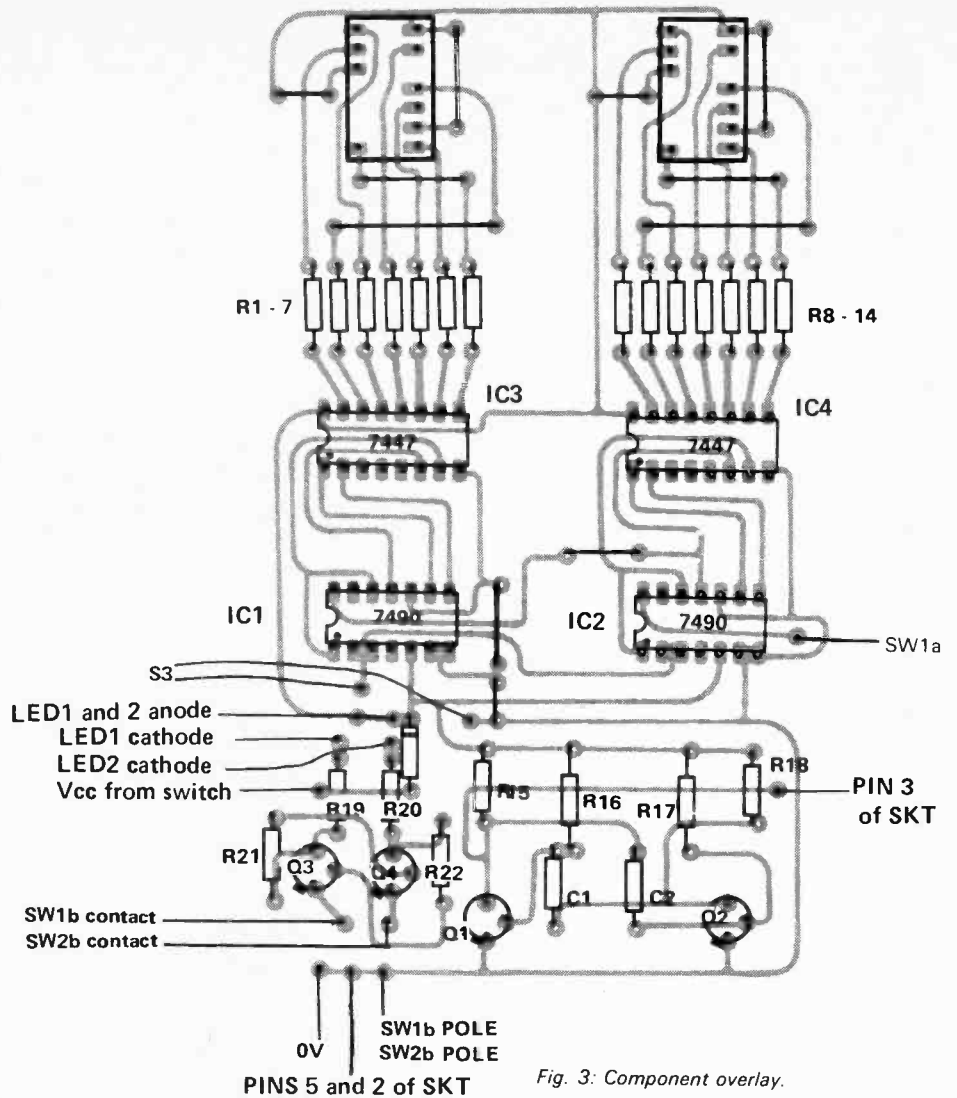 R1 - 7
R8 - 14
IC3
IC4
7447
7447
IC1
7490
IC2
7490
SW1a
S3
LED1 and 2 anode
LED1 cathode
LED2 cathode
Vcc from switch
R19
R20
R15
R16
R17
R18
PIN 3
of SKT
R21
Q3
Q4
R22
C1
C2
Q1
Q2
SW1b contact
SW2b contact
0V
SW1b POLE
SW2b POLE
PINS 5 and 2 of SKT
Fig. 3: Component overlay.